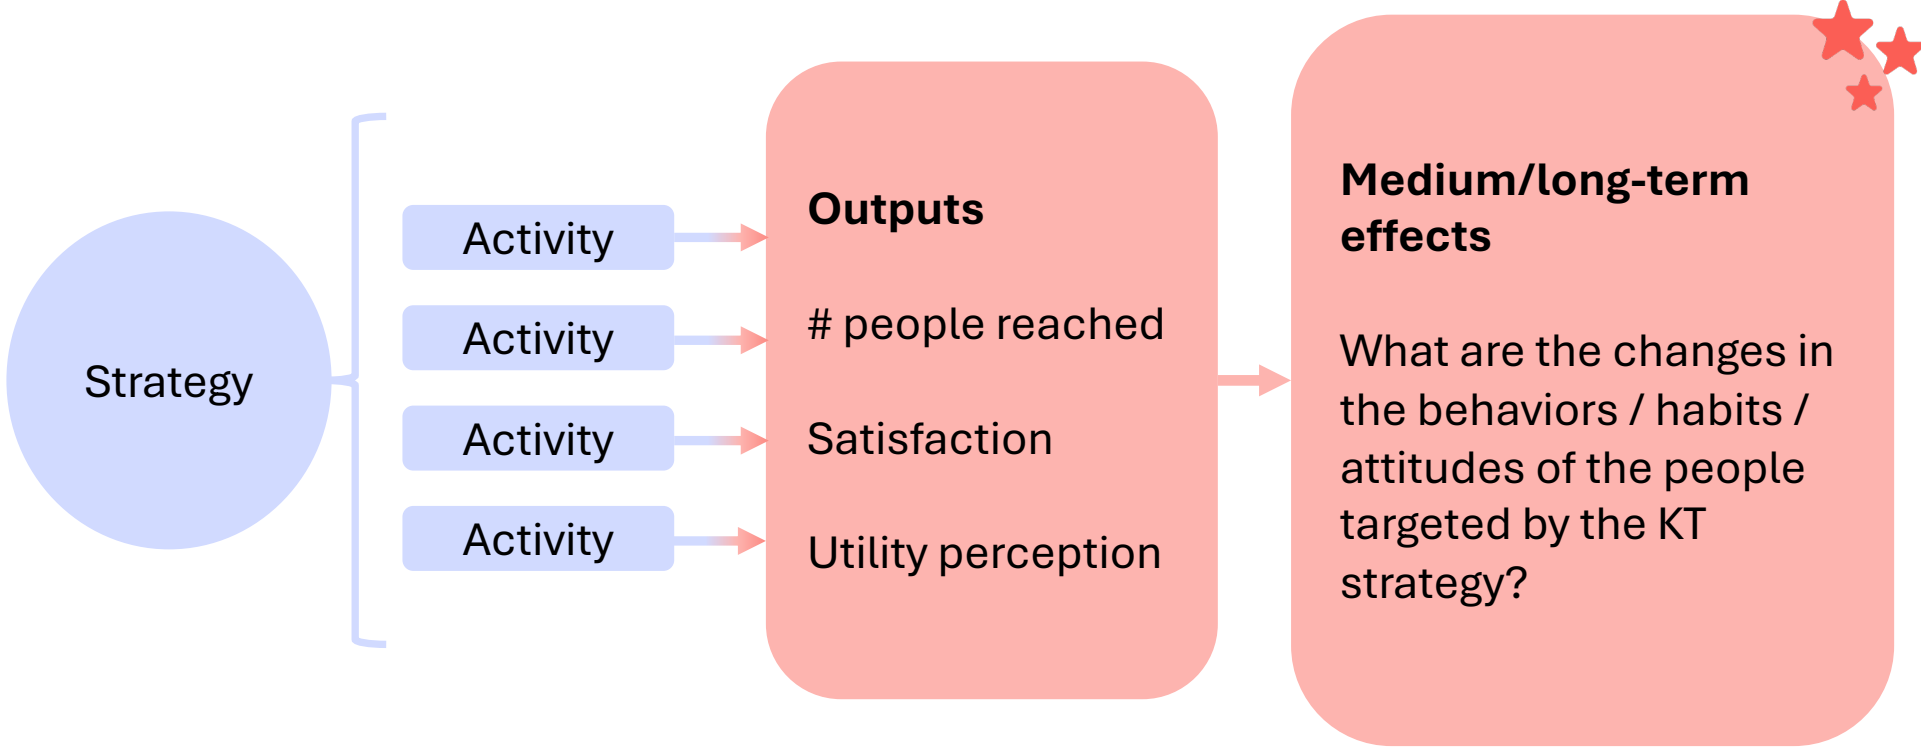 Strategy
Activity
Activity
Activity
Activity
Outputs
# people reached
Satisfaction
Utility perception
Medium/long-term
effects
What are the changes in
the behaviors / habits /
attitudes of the people
targeted by the KT
strategy?